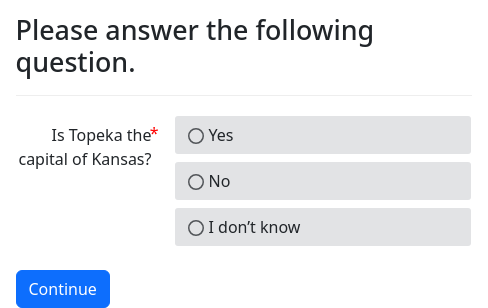 Please answer the following
question.
Is Topeka the*
capital of Kansas?
Yes
No
I don’t know
Continue